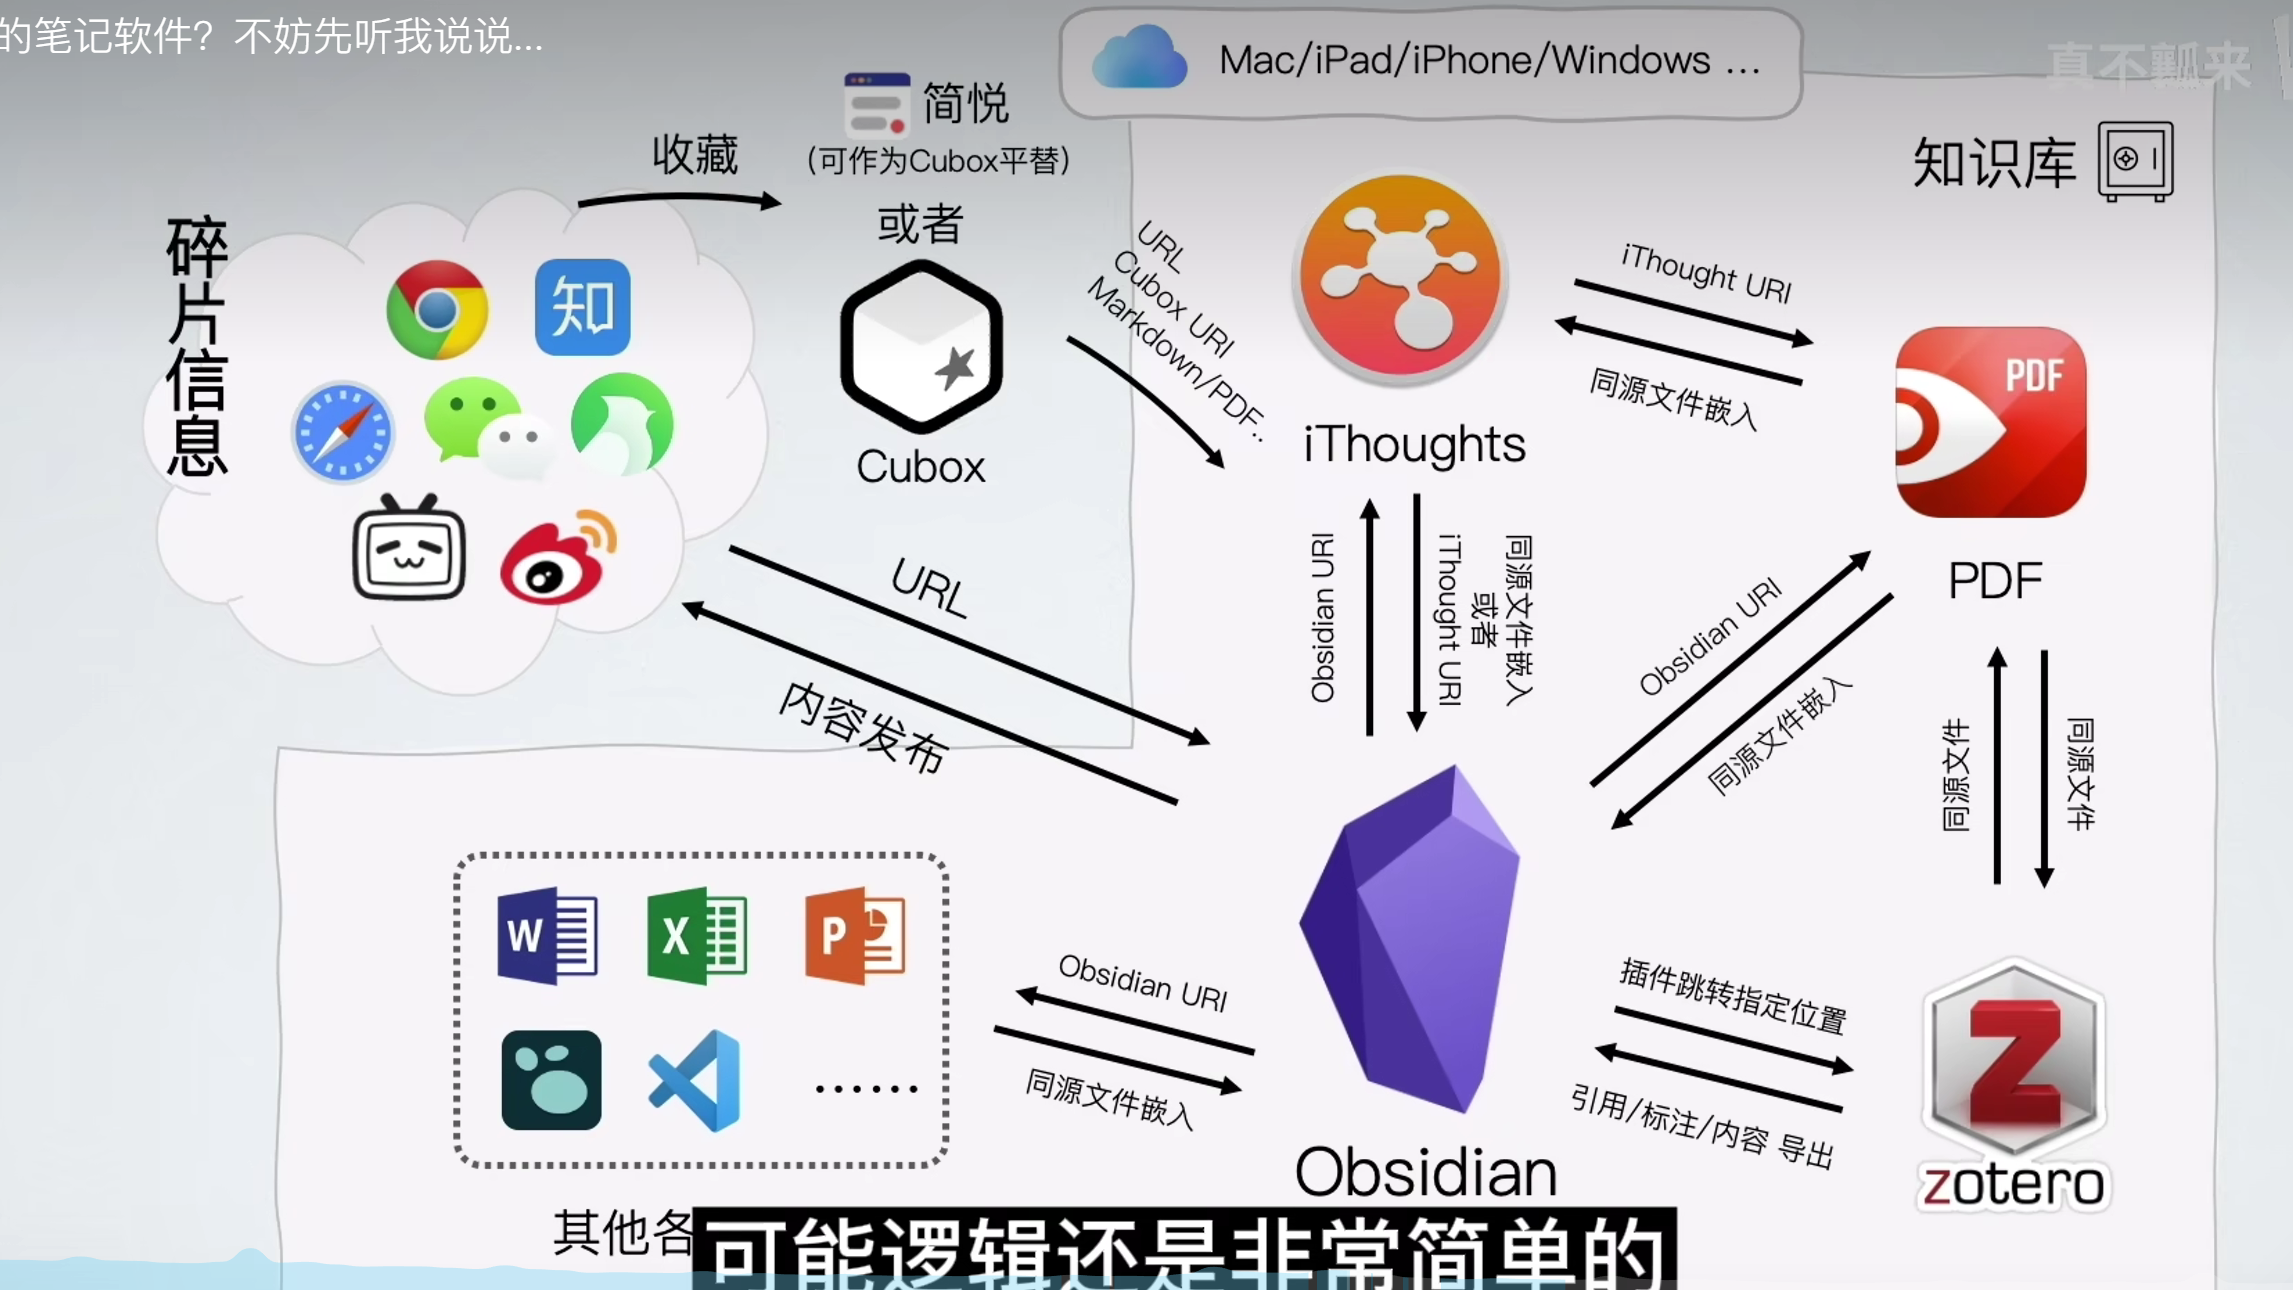 的笔记软件？不妨先听我说说...
Mac/iPad/iPhone/Windows ...
真不瓤来
简悦
(可作为Cubox平替)
收藏
或者
知识库
碎片信息
知
Cubox
URL
Cubox URI
Markdown/PDF..
iThoughts
iThought URI
同源文件嵌入
PDF
PDF
URL
内容发布
Obsidian URI
iThought URI
或者
同源文件嵌入
Obsidian URI
同源文件嵌入
同源文件
同源文件
W
X
P
......
Obsidian URI
同源文件嵌入
插件跳转指定位置
引用/标注/内容 导出
Obsidian
Z
zotero
其他各
可能逻辑还是非常简单的